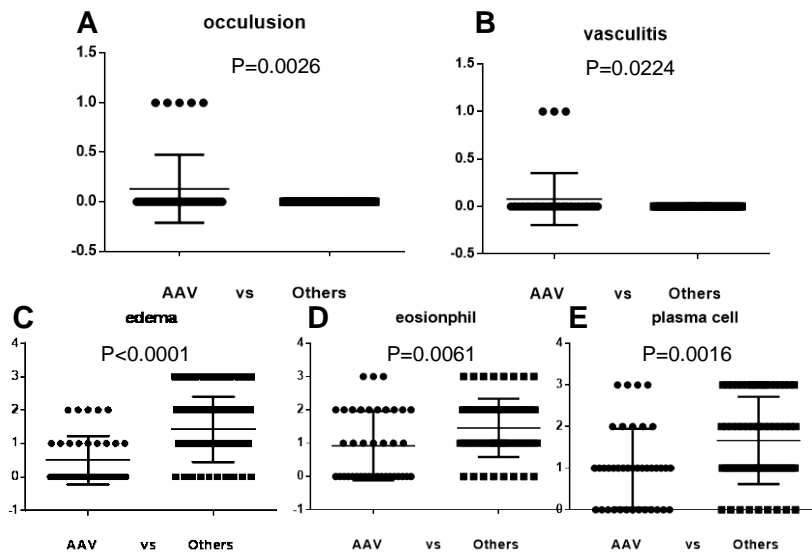 A
occulusion
P=0.0026
1.5
1.0
0.5
0.0
-0.5
AAV vs Others
B
vasculitis
P=0.0224
1.5
1.0
0.5
0.0
-0.5
AAV vs Others
C
edema
P<0.0001
4
3
2
1
0
-1
AAV vs Others
D
eosionphil
P=0.0061
4
3
2
1
0
-1
AAV vs Others
E
plasma cell
P=0.0016
4
3
2
1
0
AAV vs Others